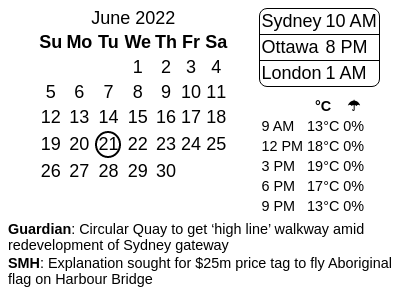 June 2022
Su Mo Tu We Th Fr Sa
1 2 3 4
5 6 7 8 9 10 11
12 13 14 15 16 17 18
19 20 21 22 23 24 25
26 27 28 29 30
Sydney 10 AM
Ottawa 8 PM
London 1 AM
°C ☂
9 AM 13°C 0%
12 PM 18°C 0%
3 PM 19°C 0%
6 PM 17°C 0%
9 PM 13°C 0%
Guardian: Circular Quay to get ‘high line’ walkway amid
redevelopment of Sydney gateway
SMH: Explanation sought for $25m price tag to fly Aboriginal
flag on Harbour Bridge